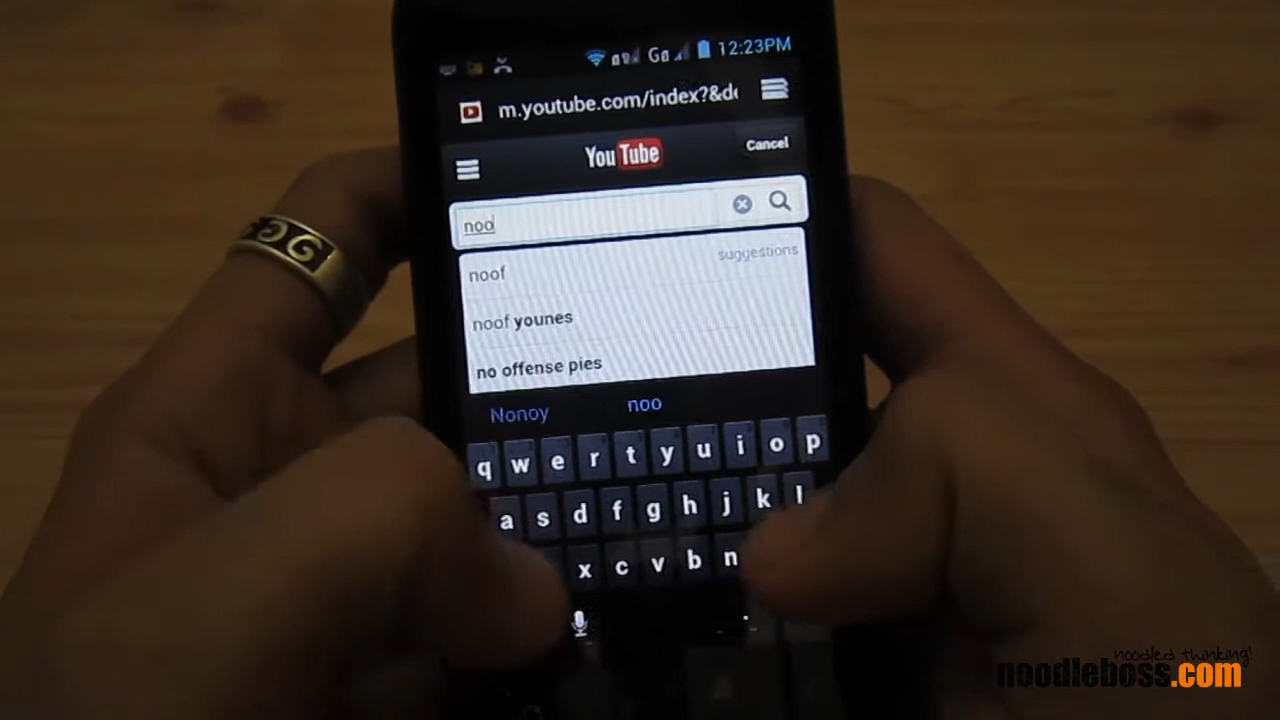 12:23PM
m.youtube.com/index?&de
YouTube
Cancel
noo
suggestions
noof
noof younes
no offense pies
Nonoy noo
q w e r t y u i o p
a s d f g h j k l
x c v b n
noodled thinking!
noodleboss.com